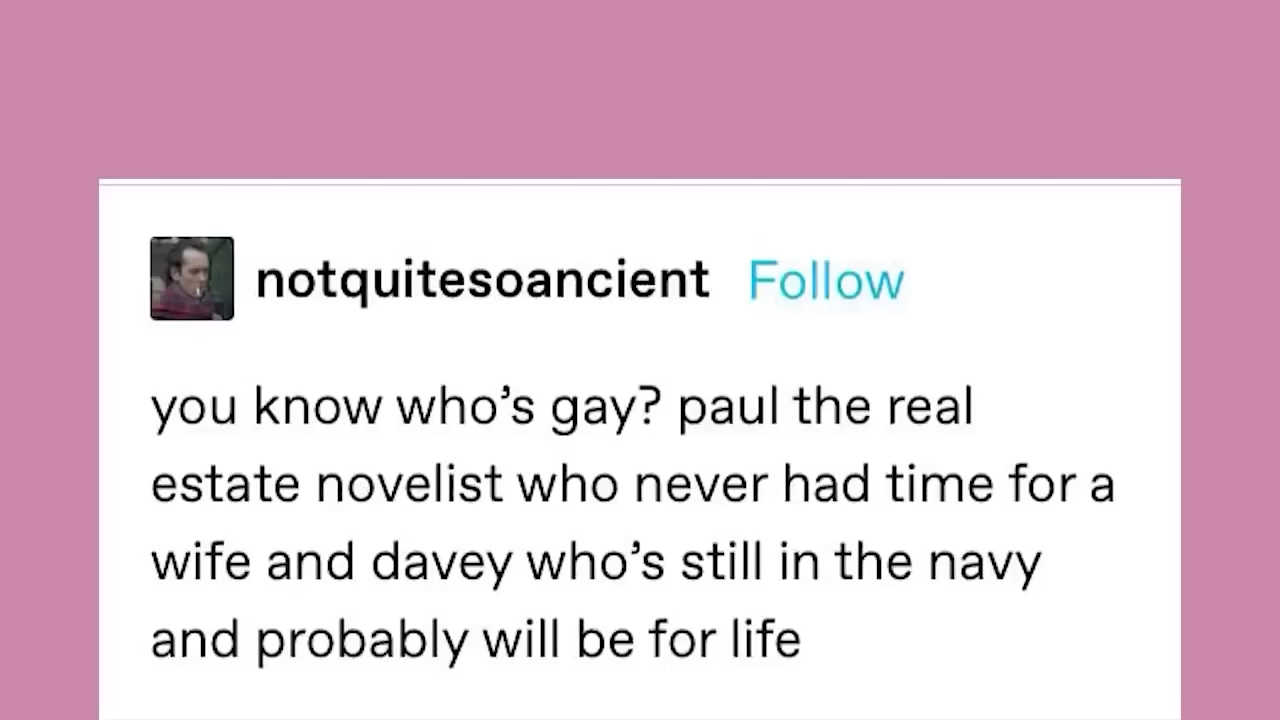 notquitesoancient Follow
you know who’s gay? paul the real
estate novelist who never had time for a
wife and davey who’s still in the navy
and probably will be for life